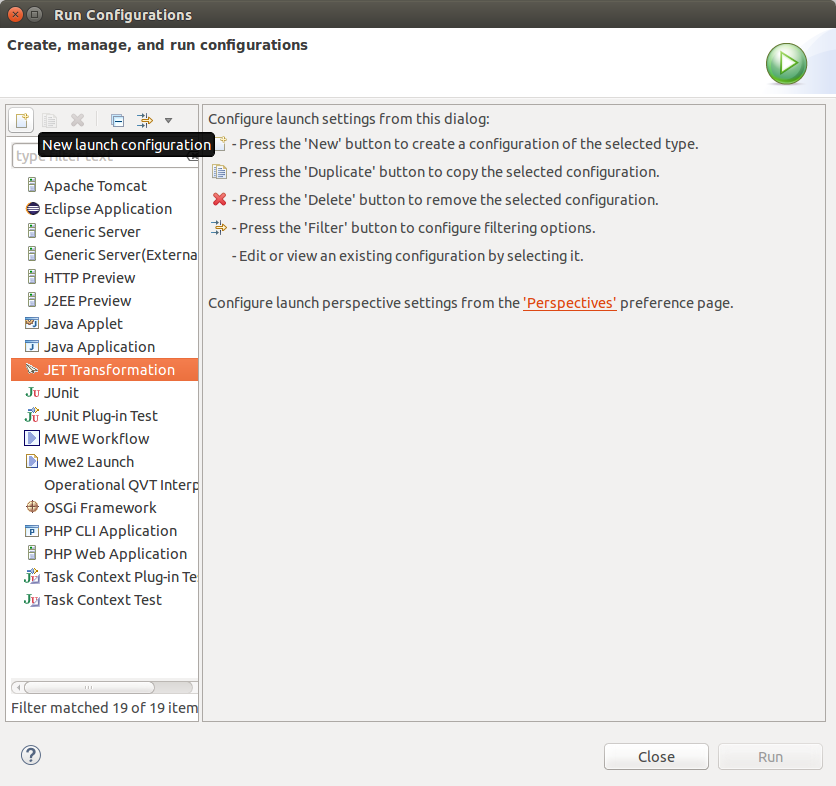 Run Configurations
Create, manage, and run configurations
New launch configuration
type filter text
Apache Tomcat
Eclipse Application
Generic Server
Generic Server(Externa
HTTP Preview
J2EE Preview
Java Applet
Java Application
JET Transformation
JUnit
JUnit Plug-in Test
MWE Workflow
Mwe2 Launch
Operational QVT Interp
OSGi Framework
PHP CLI Application
PHP Web Application
Task Context Plug-in Te
Task Context Test
Filter matched 19 of 19 item
Configure launch settings from this dialog:
- Press the 'New' button to create a configuration of the selected type.
- Press the 'Duplicate' button to copy the selected configuration.
- Press the 'Delete' button to remove the selected configuration.
- Press the 'Filter' button to configure filtering options.
- Edit or view an existing configuration by selecting it.
Configure launch perspective settings from the 'Perspectives' preference page.
Close
Run